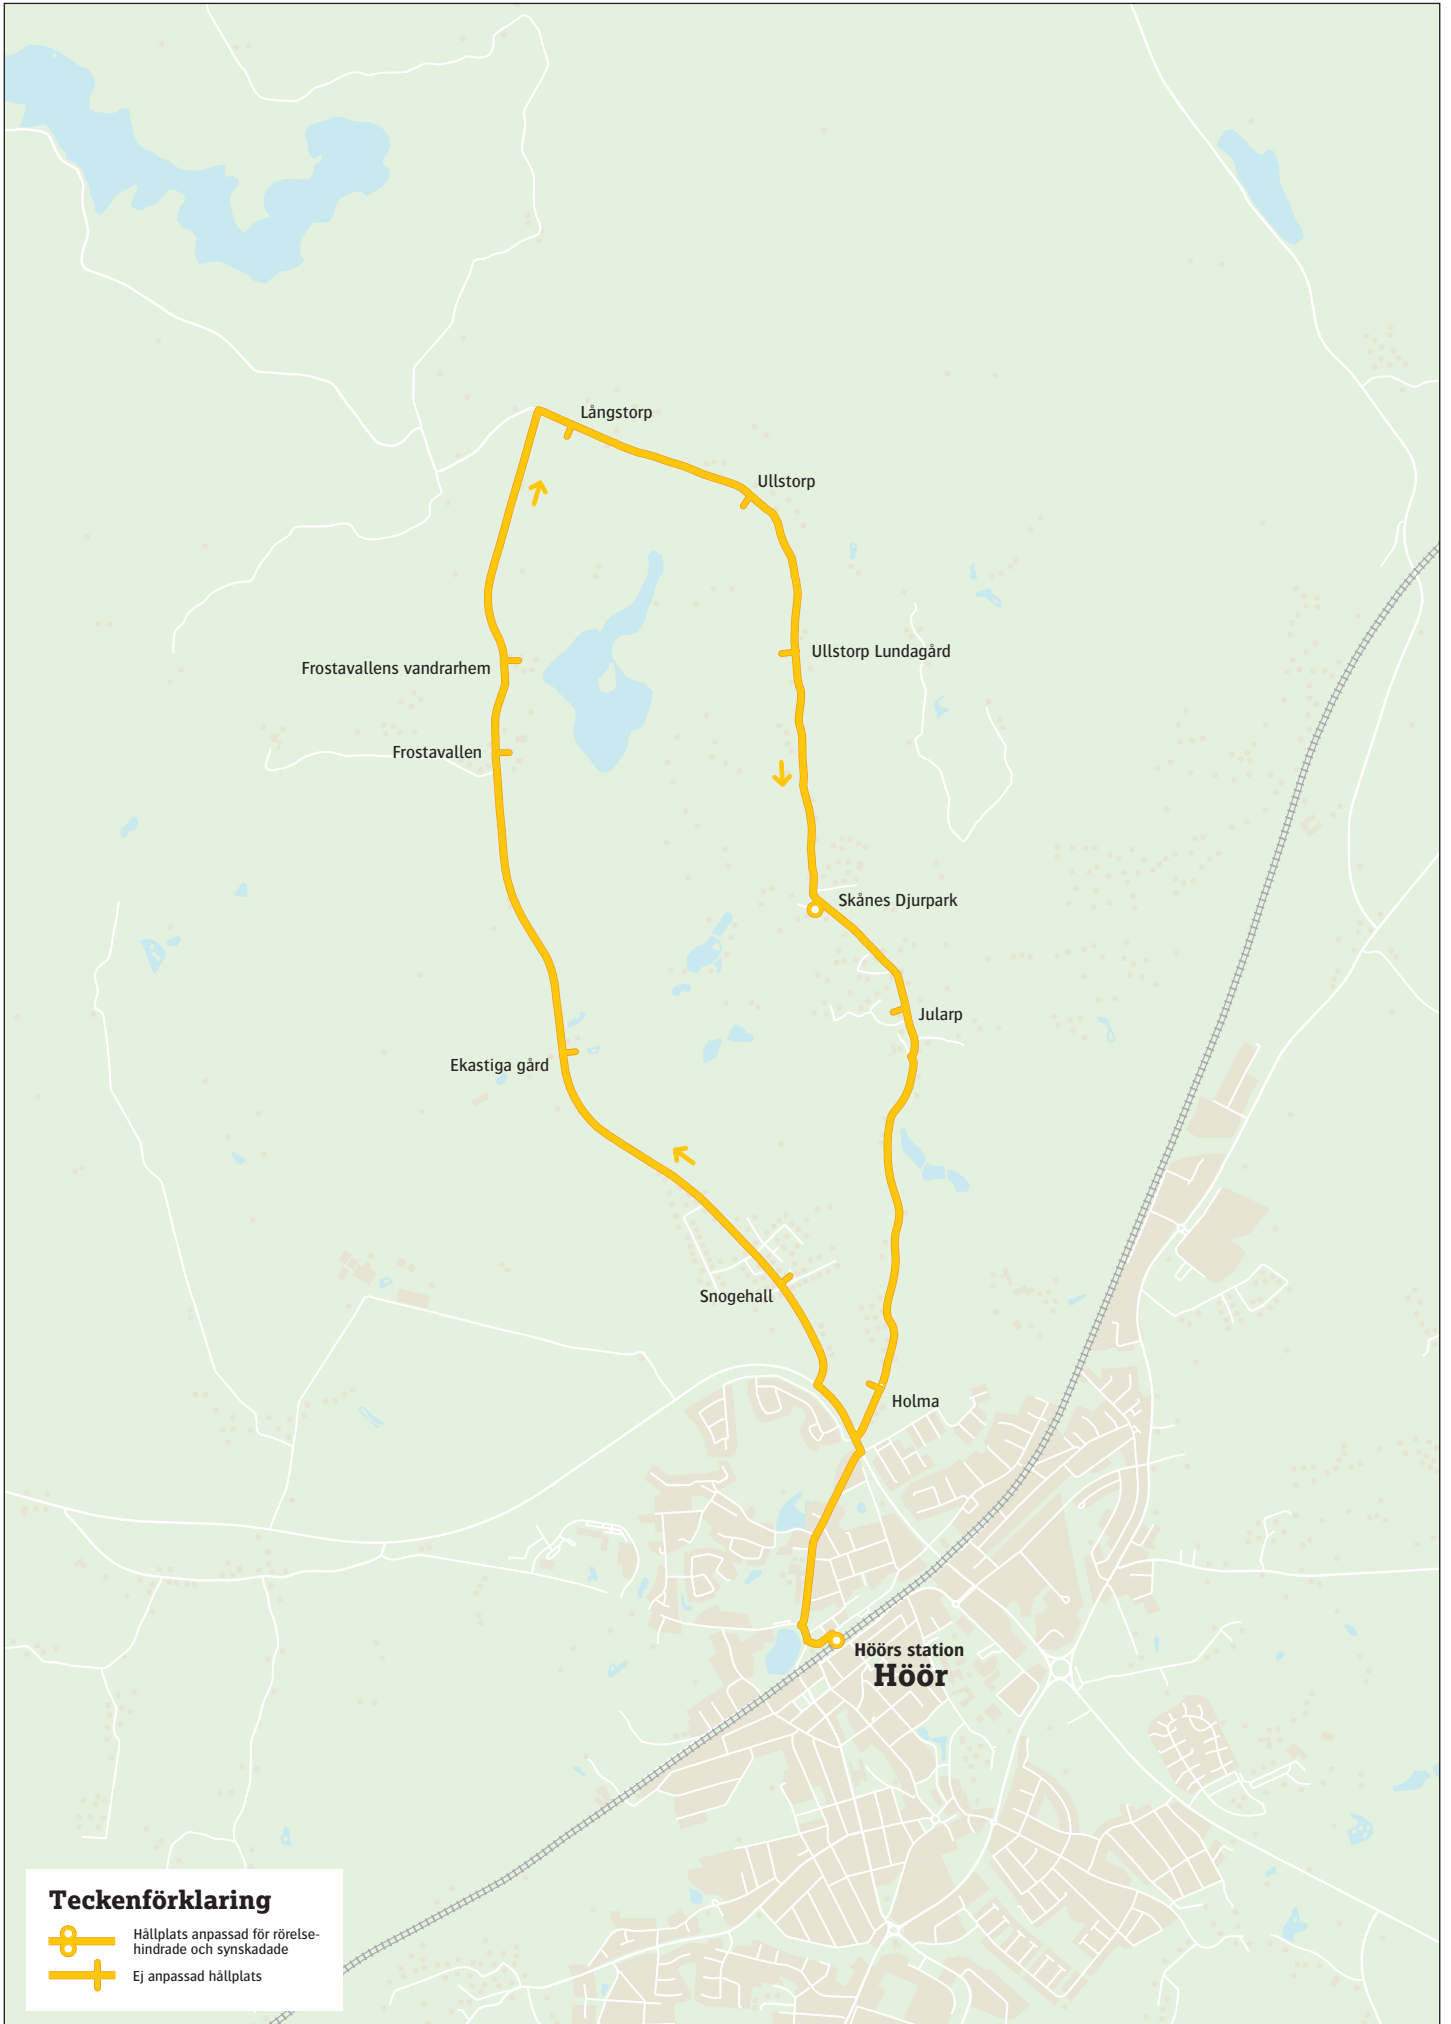 Långstorp
Ullstorp
Ullstorp Lundagård
Frostavallens vandrarhem
Frostavallen
Skånes Djurpark
Jularp
Ekastiga gård
Snogehall
Holma
Höörs station
Höör
Teckenförklaring
Hållplats anpassad för rörelse-
hindrade och synskadade
Ej anpassad hållplats